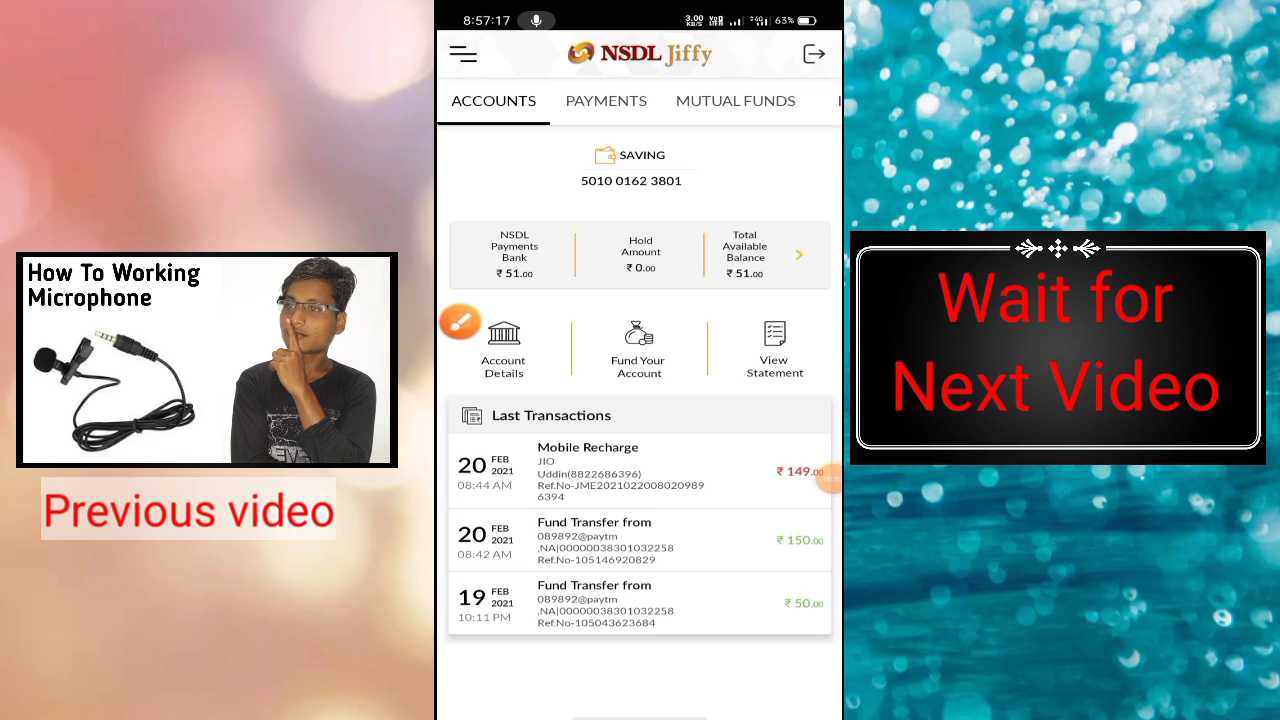 How To Working
Microphone
Previous video
8:57:17
3.00
KB/S
63%
NSDL Jiffy
ACCOUNTS
PAYMENTS
MUTUAL FUNDS
SAVING
5010 0162 3801
NSDL
Payments
Bank
₹ 51.00
Hold
Amount
₹ 0.00
Total
Available
Balance
₹ 51.00
Account
Details
Fund Your
Account
View
Statement
Last Transactions
20 FEB
2021
08:44 AM
Mobile Recharge
JIO
Uddin(8822686396)
Ref.No-JME2021022008020989
6394
₹ 149.00
20 FEB
2021
08:42 AM
Fund Transfer from
089892@paytm
,NA|00000038301032258
Ref.No-105146920829
₹ 150.00
19 FEB
2021
10:11 PM
Fund Transfer from
089892@paytm
,NA|00000038301032258
Ref.No-105043623684
₹ 50.00
Wait for
Next Video